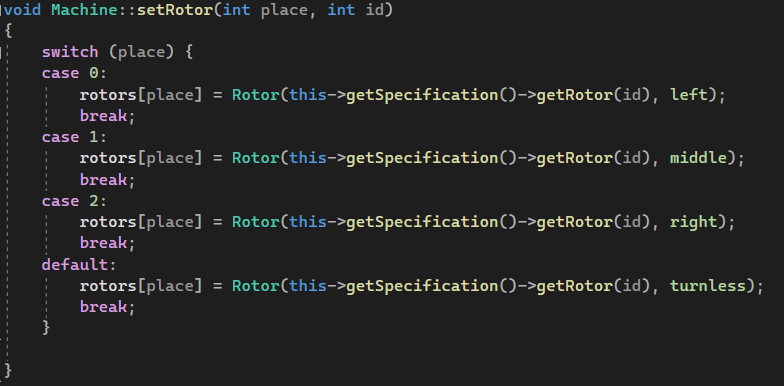 void Machine::setRotor(int place, int id)
{
    switch (place) {
    case 0:
        rotors[place] = Rotor(this->getSpecification()->getRotor(id), left);
        break;
    case 1:
        rotors[place] = Rotor(this->getSpecification()->getRotor(id), middle);
        break;
    case 2:
        rotors[place] = Rotor(this->getSpecification()->getRotor(id), right);
        break;
    default:
        rotors[place] = Rotor(this->getSpecification()->getRotor(id), turnless);
        break;
    }
}